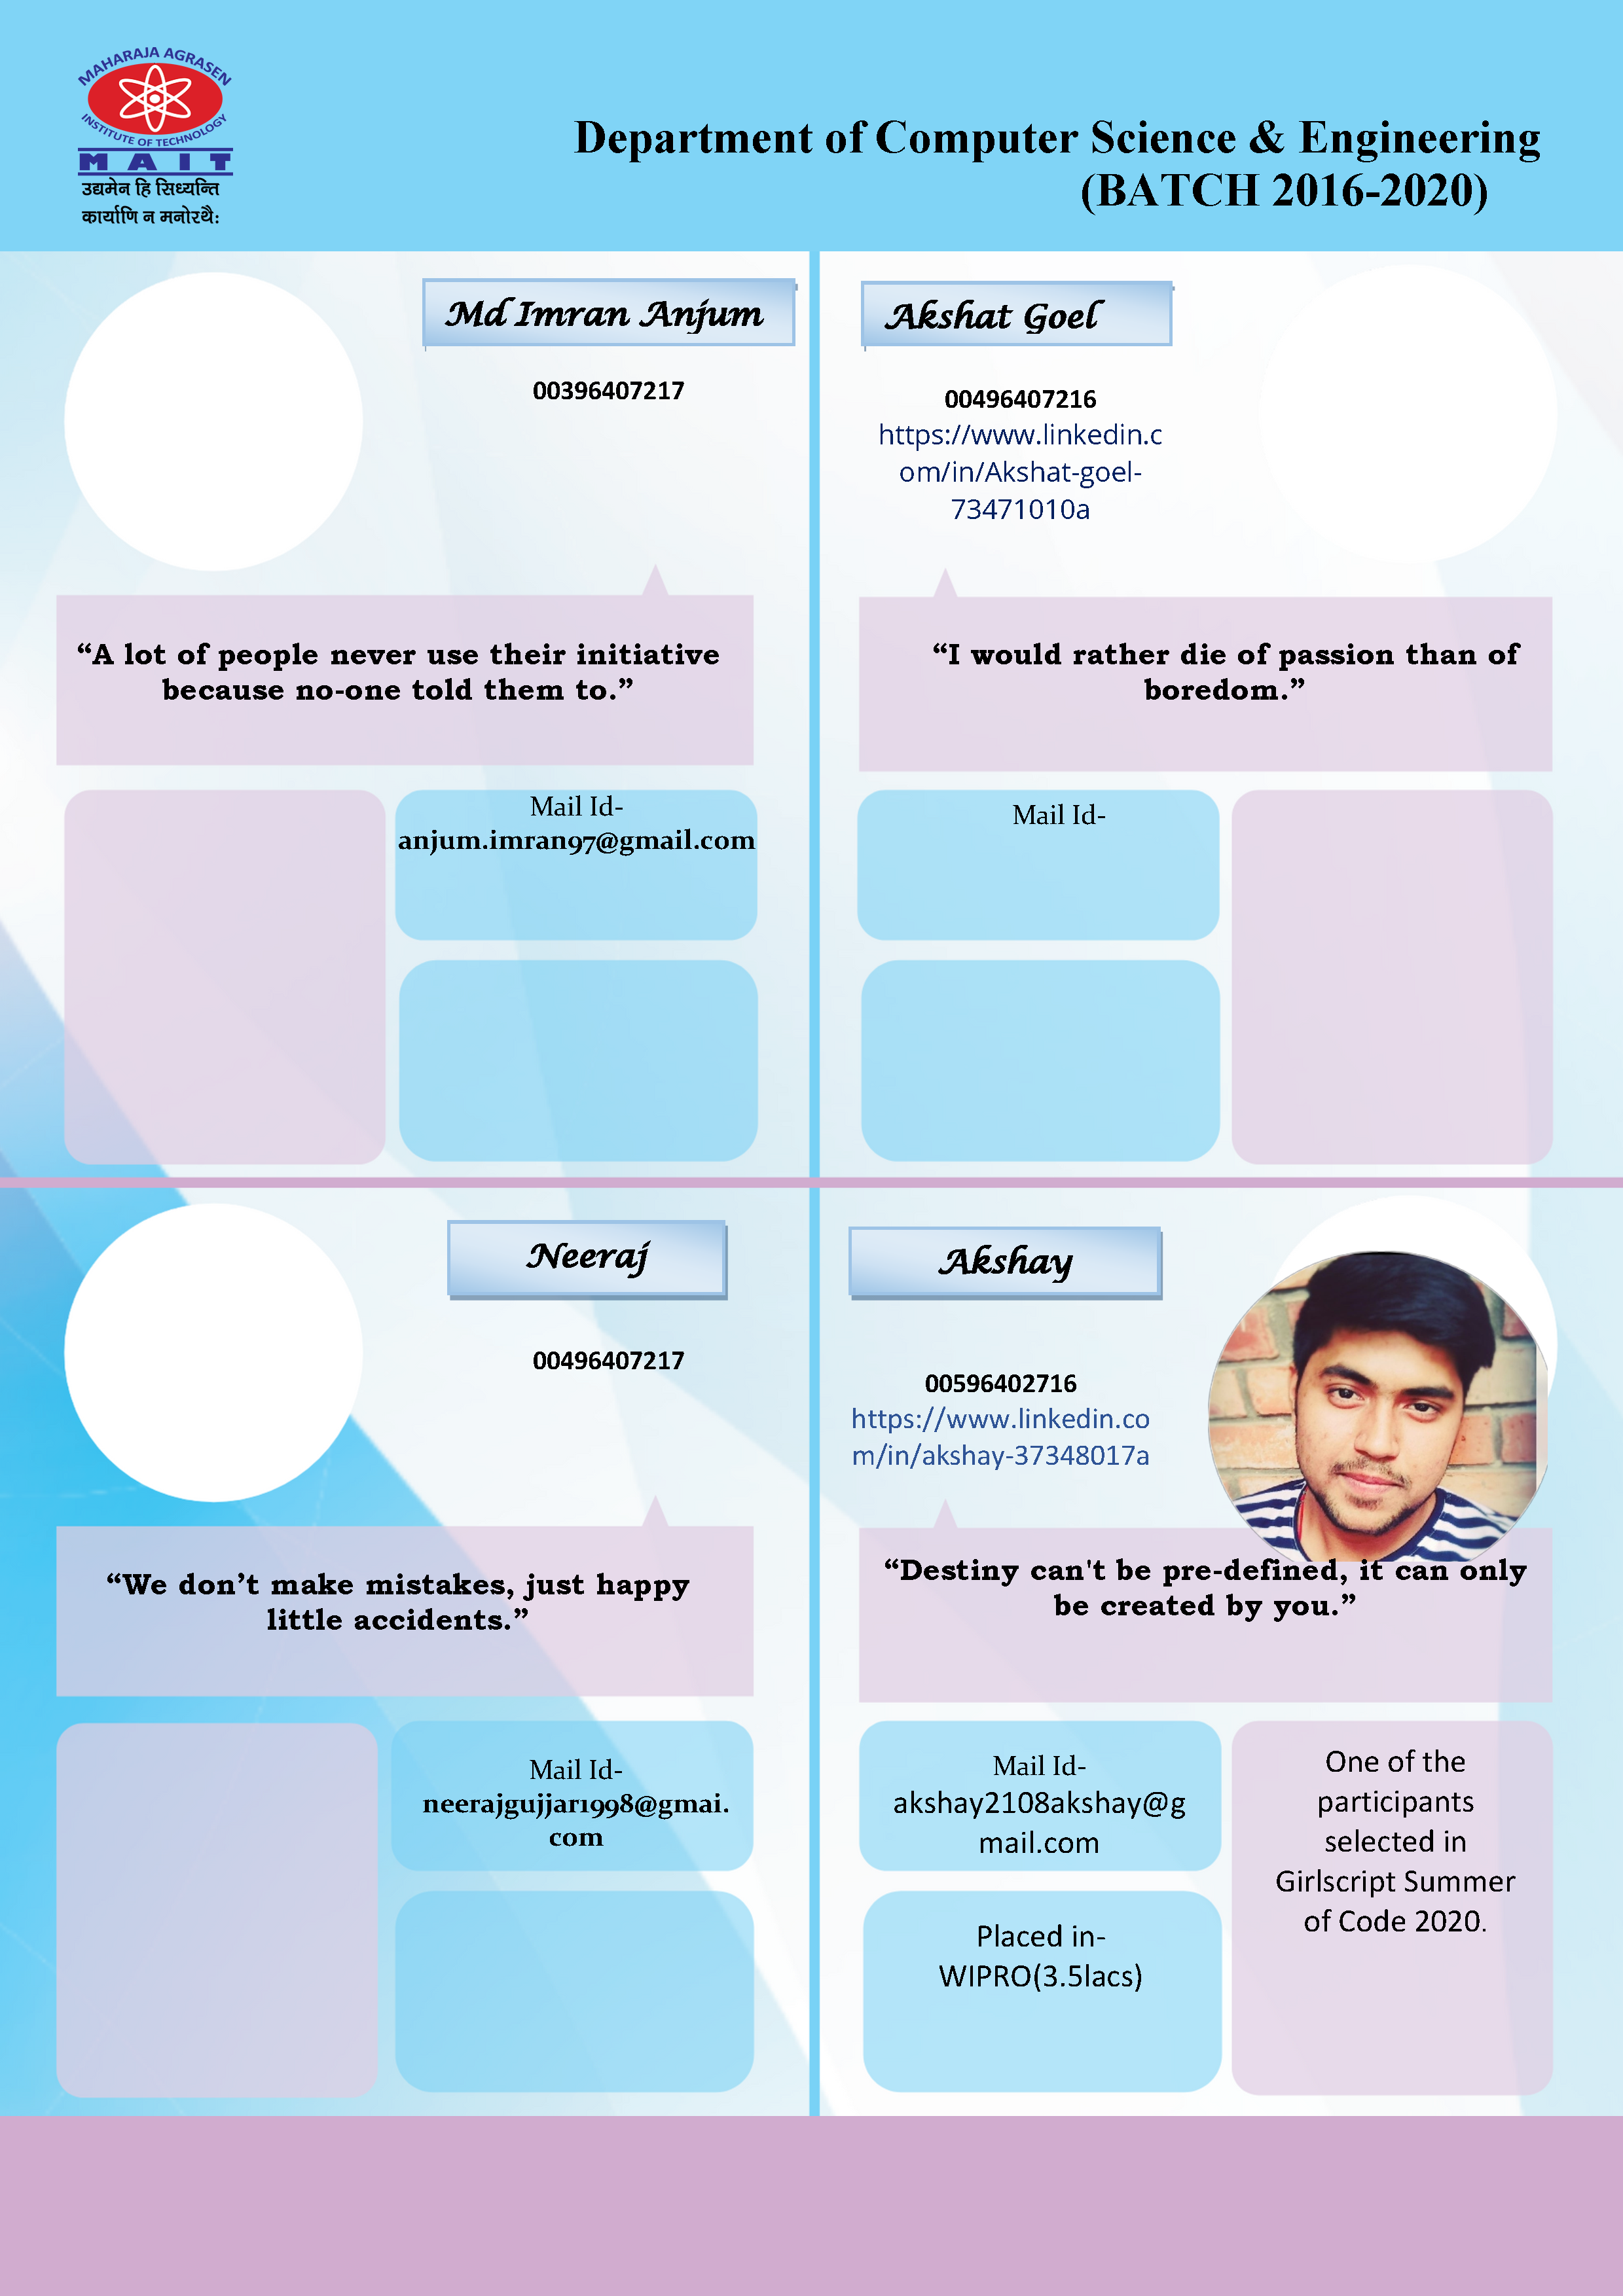 MAHARAJA AGRASEN
INSTITUTE OF TECHNOLOGY
MAIT
उद्यमेन हि सिध्यन्ति
कार्याणि न मनोरथैः
Department of Computer Science & Engineering
(BATCH 2016-2020)
Md Imran Anjum
00396407217
“A lot of people never use their initiative
because no-one told them to.”
Mail Id-
anjum.imran97@gmail.com
Akshat Goel
00496407216
https://www.linkedin.c
om/in/Akshat-goel-
73471010a
“I would rather die of passion than of
boredom.”
Mail Id-
Neeraj
00496407217
“We don’t make mistakes, just happy
little accidents.”
Mail Id-
neerajgujjar1998@gmai.
com
Akshay
00596402716
https://www.linkedin.co
m/in/akshay-37348017a
“Destiny can't be pre-defined, it can only
be created by you.”
Mail Id-
akshay2108akshay@g
mail.com
Placed in-
WIPRO(3.5lacs)
One of the
participants
selected in
Girlscript Summer
of Code 2020.